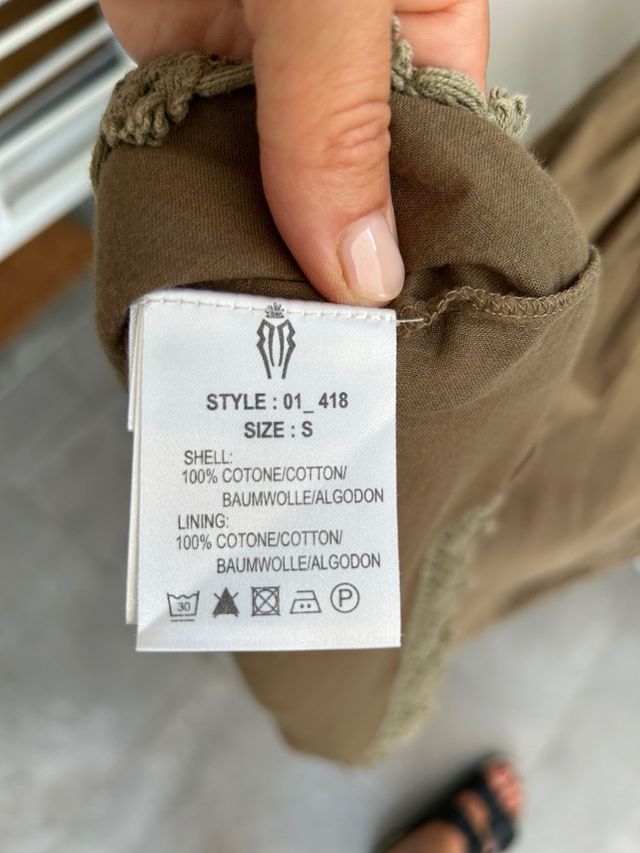 STYLE : 01_ 418
SIZE : S
SHELL:
100% COTONE/COTTON/
BAUMWOLLE/ALGODON
LINING:
100% COTONE/COTTON/
BAUMWOLLE/ALGODON
30 P